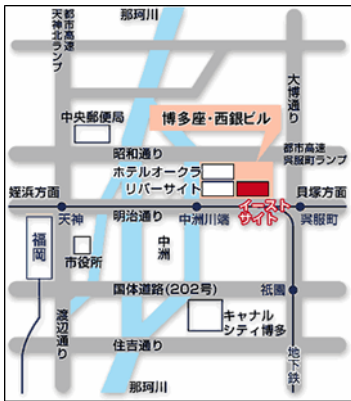 那珂川
都市高速
天神北ランプ
大博通り
中央郵便局
博多座・西銀ビル
昭和通り
都市高速
呉服町ランプ
ホテルオークラ
リバーサイト
姪浜方面
貝塚方面
イースト
サイト
天神
明治通り
中洲川端
呉服町
福岡
市役所
中洲
国体道路(202号)
祇園
キャナル
シティ博多
渡辺通り
住吉通り
地下鉄
那珂川